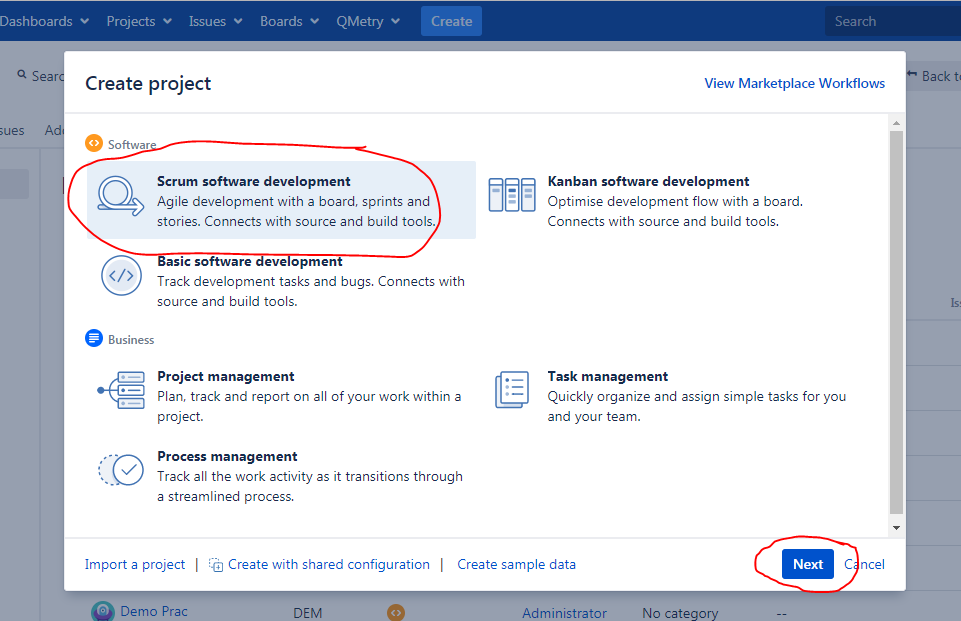 Dashboards Projects Issues Boards QMetry Create Search
Create project
View Marketplace Workflows
Back
Software
Scrum software development
Agile development with a board, sprints and
stories. Connects with source and build tools.
Kanban software development
Optimise development flow with a board.
Connects with source and build tools.
Basic software development
Track development tasks and bugs. Connects with
source and build tools.
Business
Project management
Plan, track and report on all of your work within a
project.
Task management
Quickly organize and assign simple tasks for you
and your team.
Process management
Track all the work activity as it transitions through
a streamlined process.
Import a project | Create with shared configuration | Create sample data
Next Cancel
Demo Prac DEM Administrator No category --